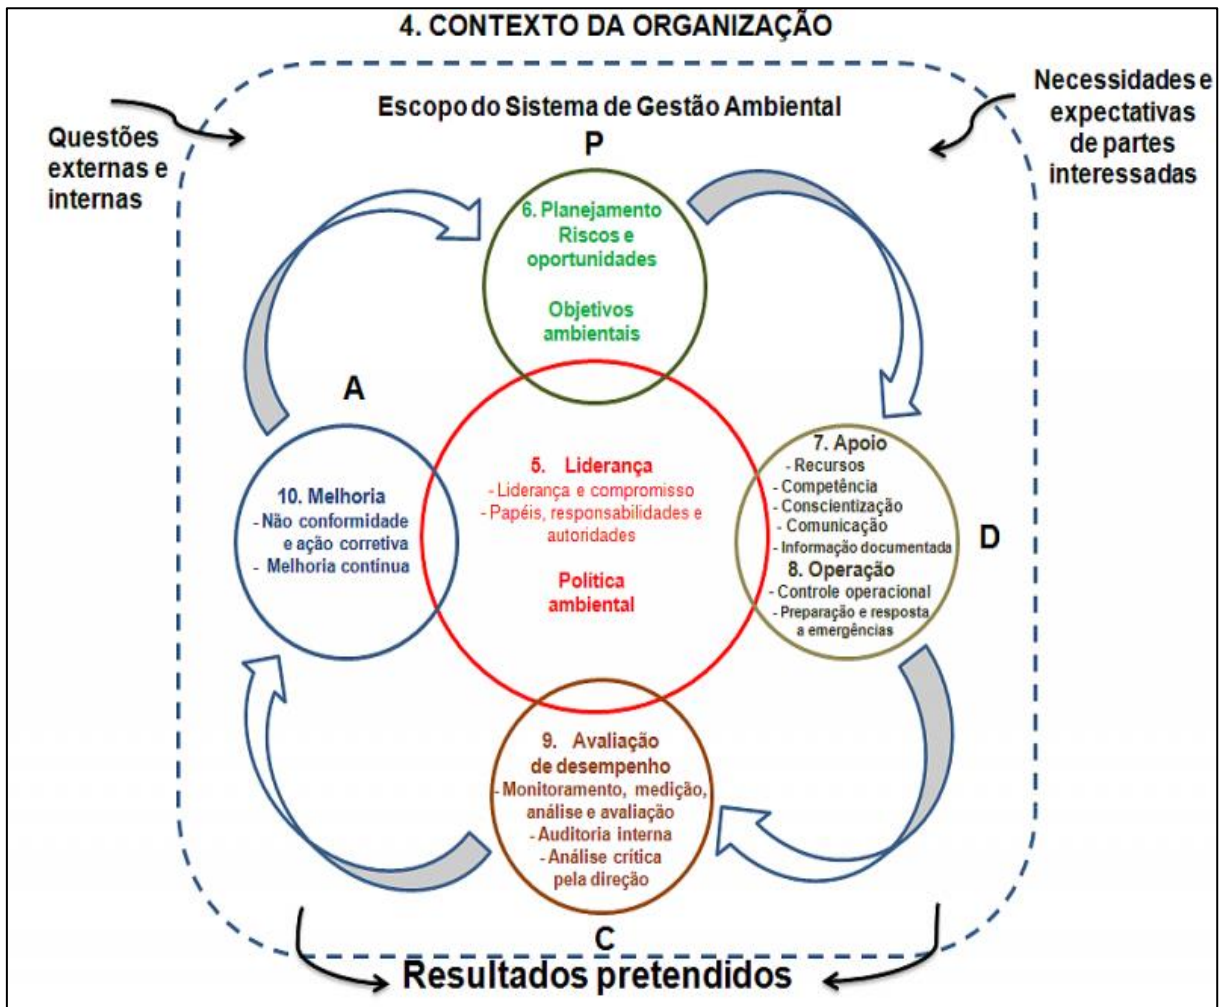 4. CONTEXTO DA ORGANIZAÇÃO
Escopo do Sistema de Gestão Ambiental
Questões
externas e
internas
Necessidades e
expectativas
de partes
interessadas
P
6. Planejamento
Riscos e
oportunidades
Objetivos
ambientais
A
10. Melhoria
- Não conformidade
e ação corretiva
- Melhoria contínua
5. Liderança
- Liderança e compromisso
- Papéis, responsabilidades e
autoridades
Política
ambiental
7. Apoio
- Recursos
- Competência
- Conscientização
- Comunicação
- Informação documentada
8. Operação
- Controle operacional
- Preparação e resposta
a emergências
D
9. Avaliação
de desempenho
- Monitoramento, medição,
análise e avaliação
- Auditoria interna
- Análise crítica
pela direção
C
Resultados pretendidos